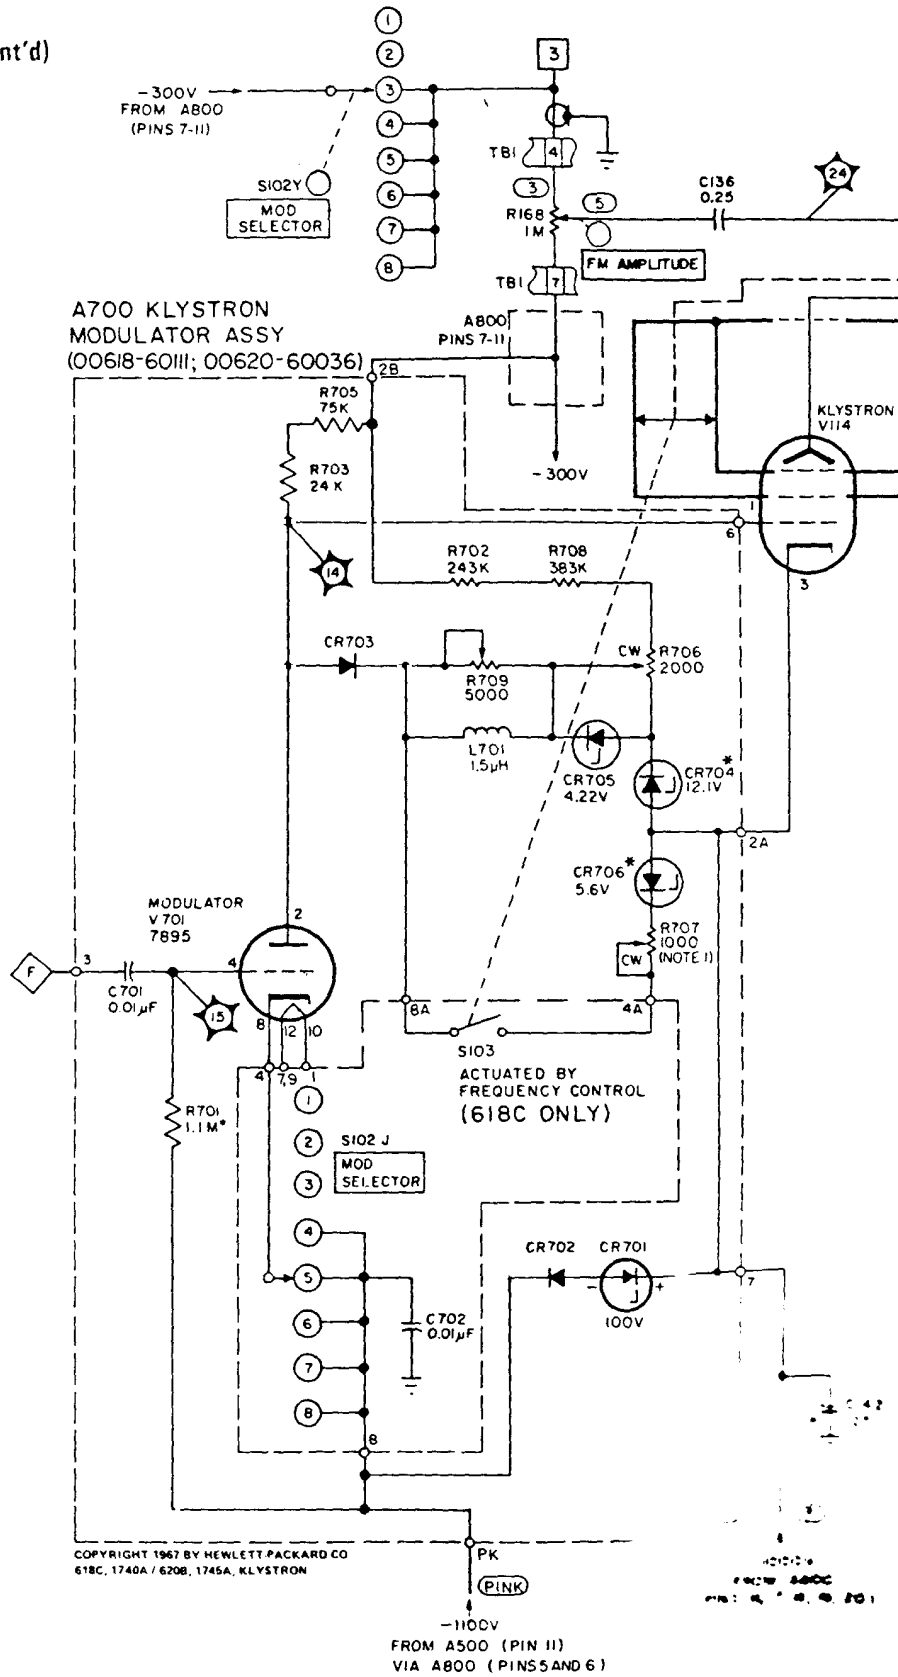 nt'd)
1
2
3
4
5
6
7
8
3
-300V
FROM A800
(PINS 7-11)
S102Y
MOD
SELECTOR
TB1
4
3
R168
1M
5
FM AMPLITUDE
C136
0.25
24
TB1
7
A800
PINS 7-11
-300V
A700 KLYSTRON
MODULATOR ASSY
(00618-60111; 00620-60036)
2B
R705
75K
R703
24K
14
KLYSTRON
V114
6
3
R702
243K
R708
383K
CR703
R709
5000
CW
R706
2000
L701
1.5µH
CR705
4.22V
CR704*
12.1V
2A
CR706*
5.6V
R707
1000
(NOTE 1)
CW
MODULATOR
V701
7895
2
F
3
C701
0.01µF
4
15
8
12
10
4
7,9
1
8A
4A
S103
ACTUATED BY
FREQUENCY CONTROL
(618C ONLY)
R701
1.1M*
1
2
3
4
5
6
7
8
S102 J
MOD
SELECTOR
C702
0.01µF
CR702
CR701
-
+
100V
7
8
COPYRIGHT 1967 BY HEWLETT-PACKARD CO
618C, 1740A / 620B, 1745A, KLYSTRON
PK
PINK
-1100V
FROM A500 (PIN 11)
VIA A800 (PINS 5 AND 6)